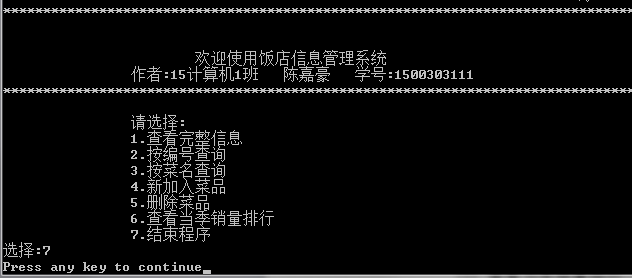 *******************************************************************************
欢迎使用饭店信息管理系统
作者:15计算机1班 陈嘉豪 学号:1500303111
*******************************************************************************
请选择:
1.查看完整信息
2.按编号查询
3.按菜名查询
4.新加入菜品
5.删除菜品
6.查看当季销量排行
7.结束程序
选择:7
Press any key to continue